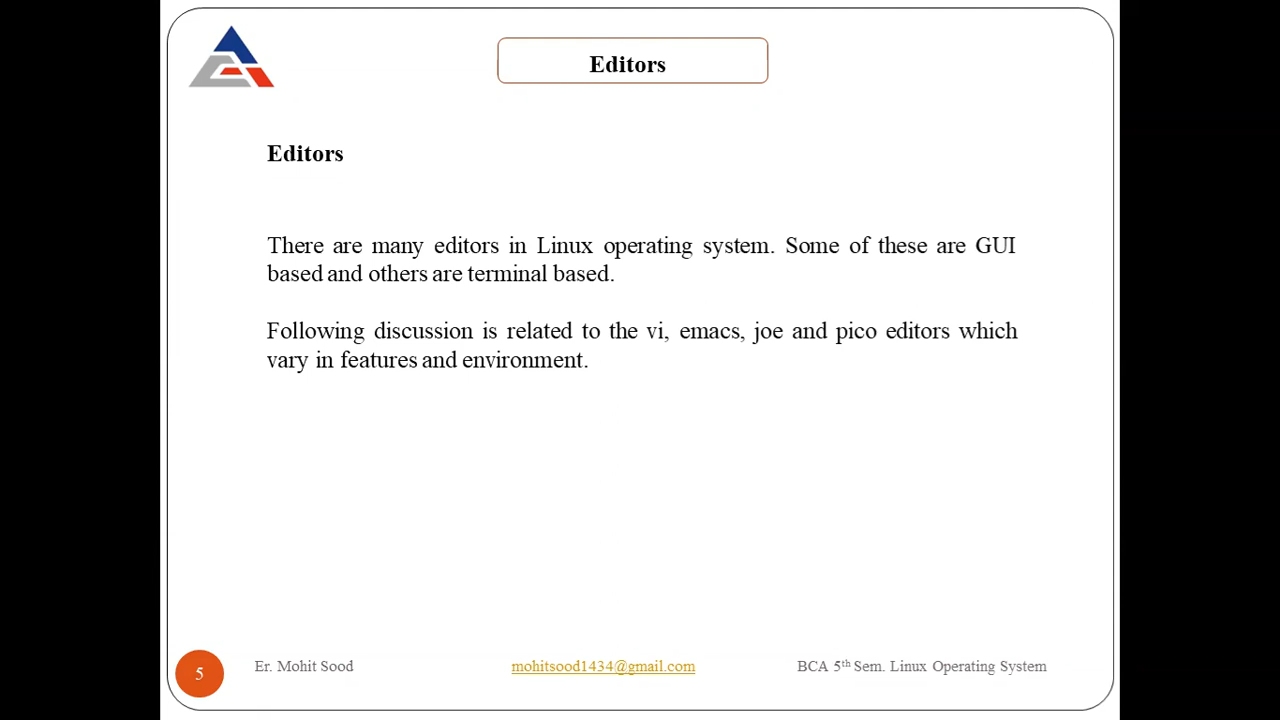 Editors
Editors
There are many editors in Linux operating system. Some of these are GUI
based and others are terminal based.
Following discussion is related to the vi, emacs, joe and pico editors which
vary in features and environment.
5
Er. Mohit Sood
mohitsood1434@gmail.com
BCA 5th Sem. Linux Operating System